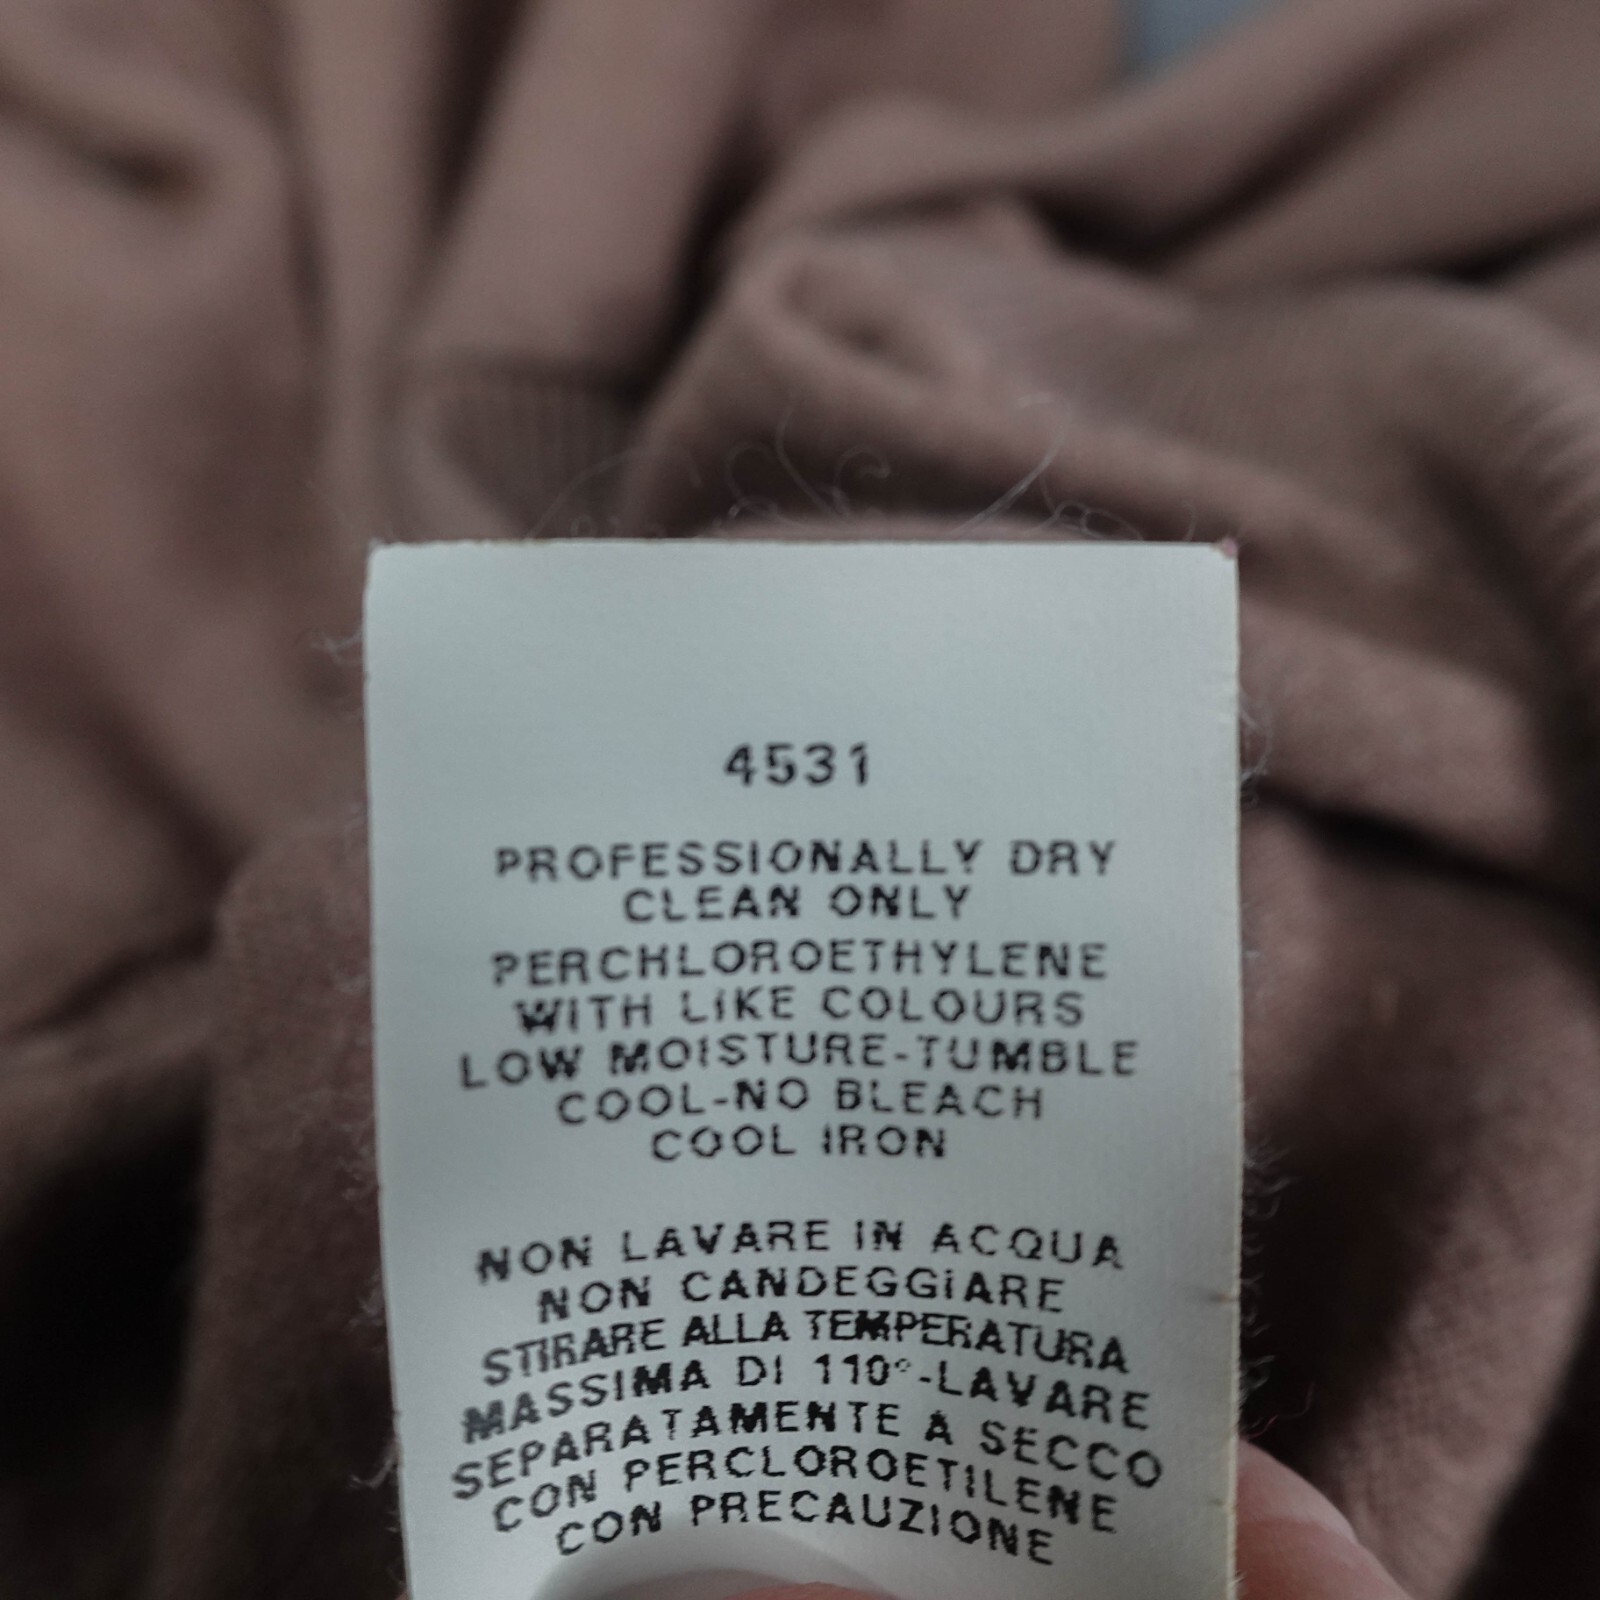 4531
PROFESSIONALLY DRY
CLEAN ONLY
PERCHLOROETHYLENE
WITH LIKE COLOURS
LOW MOISTURE-TUMBLE
COOL-NO BLEACH
COOL IRON
NON LAVARE IN ACQUA
NON CANDEGGIARE
STIRARE ALLA TEMPERATURA
MASSIMA DI 110°-LAVARE
SEPARATAMENTE A SECCO
CON PERCLOROETILENE
CON PRECAUZIONE